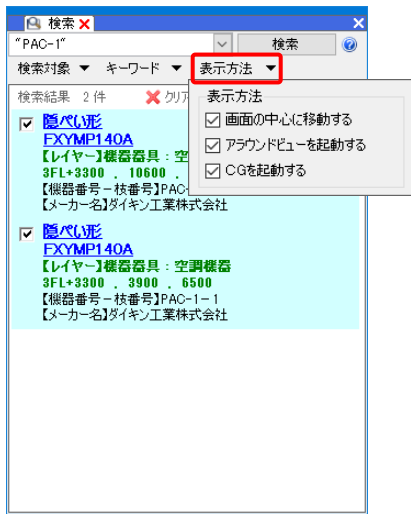 検索
"PAC-1"
検索
検索対象 ▼ キーワード ▼ 表示方法 ▼
検索結果 2 件 クリア
表示方法
画面の中心に移動する
アラウンドビューを起動する
CGを起動する
隠ぺい形
FXYMP140A
【レイヤー】機器器具：空
3FL+3300 . 10600 .
【機器番号－枝番号】PAC-
【メーカー名】ダイキン工業株式会社
隠ぺい形
FXYMP140A
【レイヤー】機器器具：空調機器
3FL+3300 . 3900 . 6500
【機器番号－枝番号】PAC-1-1
【メーカー名】ダイキン工業株式会社